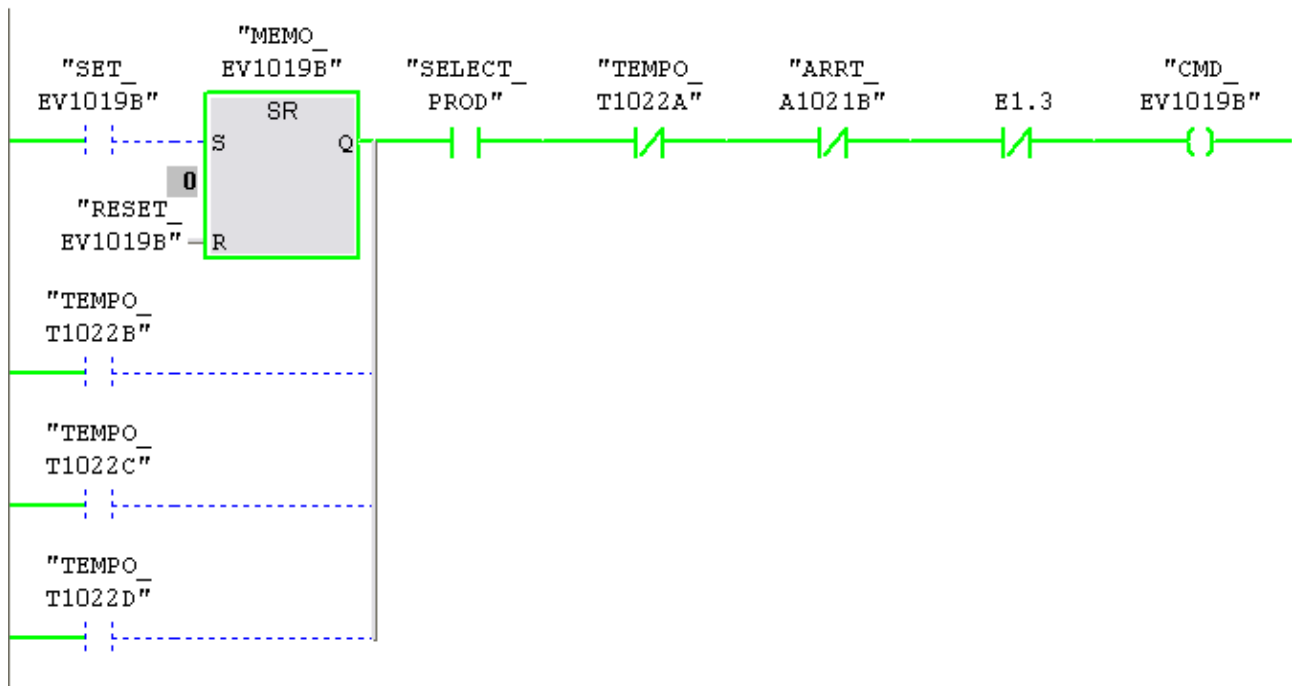 "SET_
EV1019B"
"MEMO_
EV1019B"
"SELECT_
PROD"
"TEMPO_
T1022A"
"ARRT_
A1021B"
E1.3
"CMD_
EV1019B"
SR
S
Q
0
"RESET_
EV1019B"
R
"TEMPO_
T1022B"
"TEMPO_
T1022C"
"TEMPO_
T1022D"